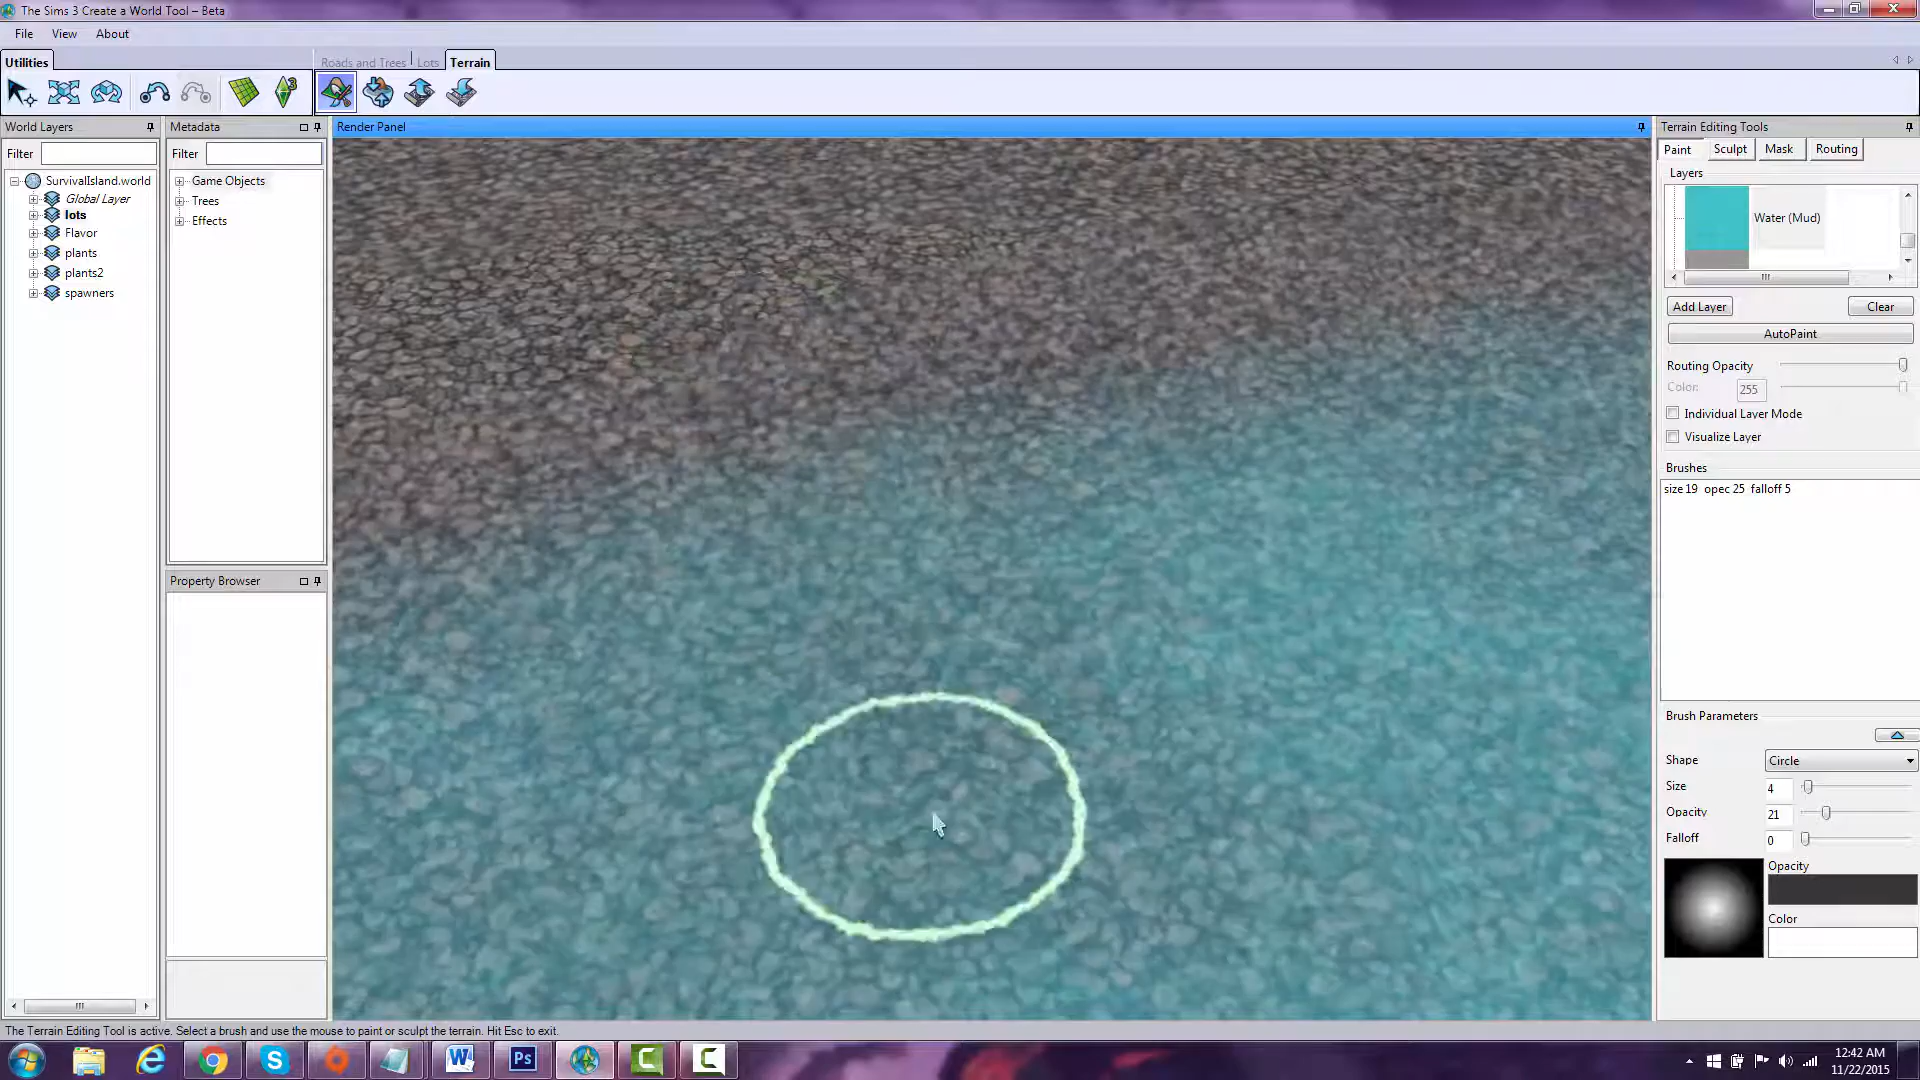 The Sims 3 Create a World Tool – Beta
File View About
Utilities Roads and Trees Lots Terrain
World Layers
Filter
SurvivalIsland.world
Global Layer
lots
Flavor
plants
plants2
spawners
Metadata
Filter
Game Objects
Trees
Effects
Property Browser
Render Panel
Terrain Editing Tools
Paint Sculpt Mask Routing
Layers
Water (Mud)
Add Layer Clear
AutoPaint
Routing Opacity
Color: 255
Individual Layer Mode
Visualize Layer
Brushes
size 19 opec 25 falloff 5
Brush Parameters
Shape Circle
Size 4
Opacity 21
Falloff 0
Opacity
Color
The Terrain Editing Tool is active. Select a brush and use the mouse to paint or sculpt the terrain. Hit Esc to exit.
Ps
12:42 AM
11/22/2015